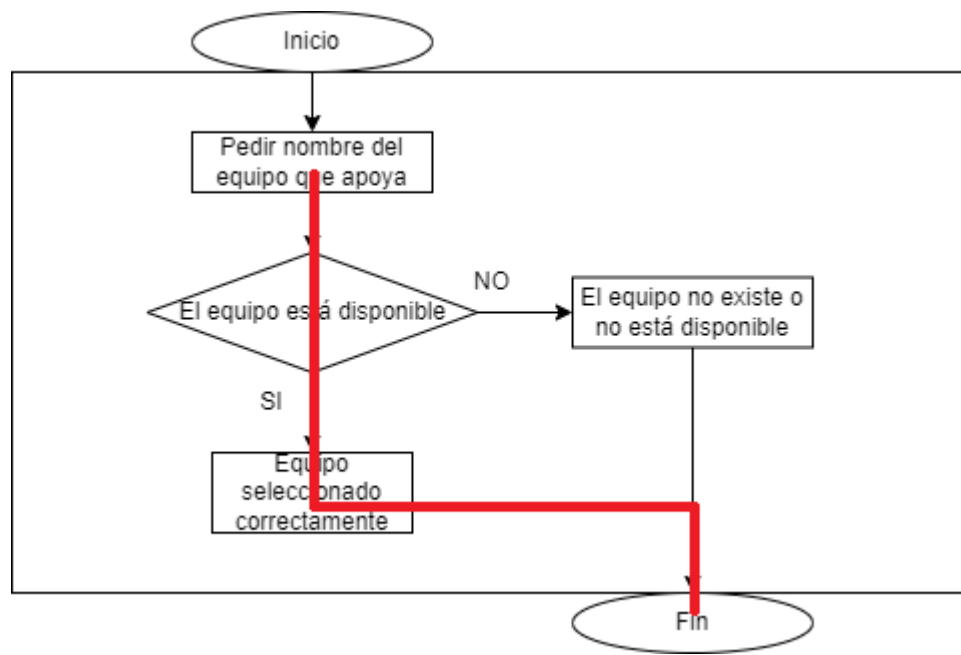 Inicio
Pedir nombre del
equipo que apoya
El equipo está disponible
NO
El equipo no existe o
no está disponible
SI
Equipo
seleccionado
correctamente
Fin